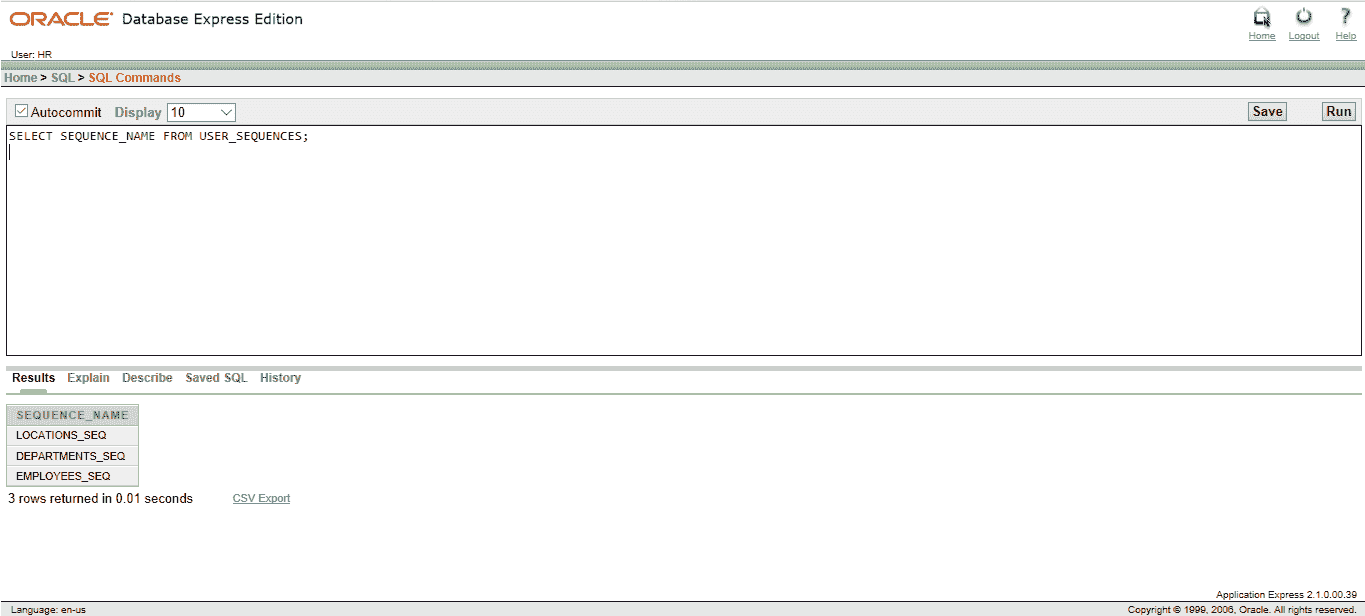 ORACLE Database Express Edition
Home Logout Help
User: HR
Home > SQL > SQL Commands
Autocommit Display 10 Save Run
SELECT SEQUENCE_NAME FROM USER_SEQUENCES;
Results Explain Describe Saved SQL History
SEQUENCE_NAME
LOCATIONS_SEQ
DEPARTMENTS_SEQ
EMPLOYEES_SEQ
3 rows returned in 0.01 seconds CSV Export
Application Express 2.1.0.00.39
Language: en-us Copyright © 1999, 2006, Oracle. All rights reserved.